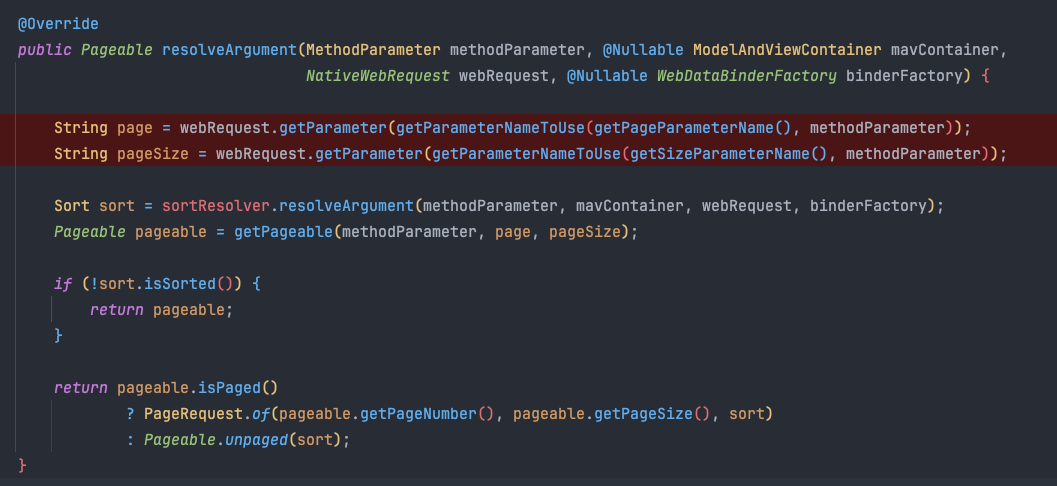 @Override
public Pageable resolveArgument(MethodParameter methodParameter, @Nullable ModelAndViewContainer mavContainer,
NativeWebRequest webRequest, @Nullable WebDataBinderFactory binderFactory) {
String page = webRequest.getParameter(getParameterNameToUse(getPageParameterName(), methodParameter));
String pageSize = webRequest.getParameter(getParameterNameToUse(getSizeParameterName(), methodParameter));
Sort sort = sortResolver.resolveArgument(methodParameter, mavContainer, webRequest, binderFactory);
Pageable pageable = getPageable(methodParameter, page, pageSize);
if (!sort.isSorted()) {
return pageable;
}
return pageable.isPaged()
? PageRequest.of(pageable.getPageNumber(), pageable.getPageSize(), sort)
: Pageable.unpaged(sort);
}